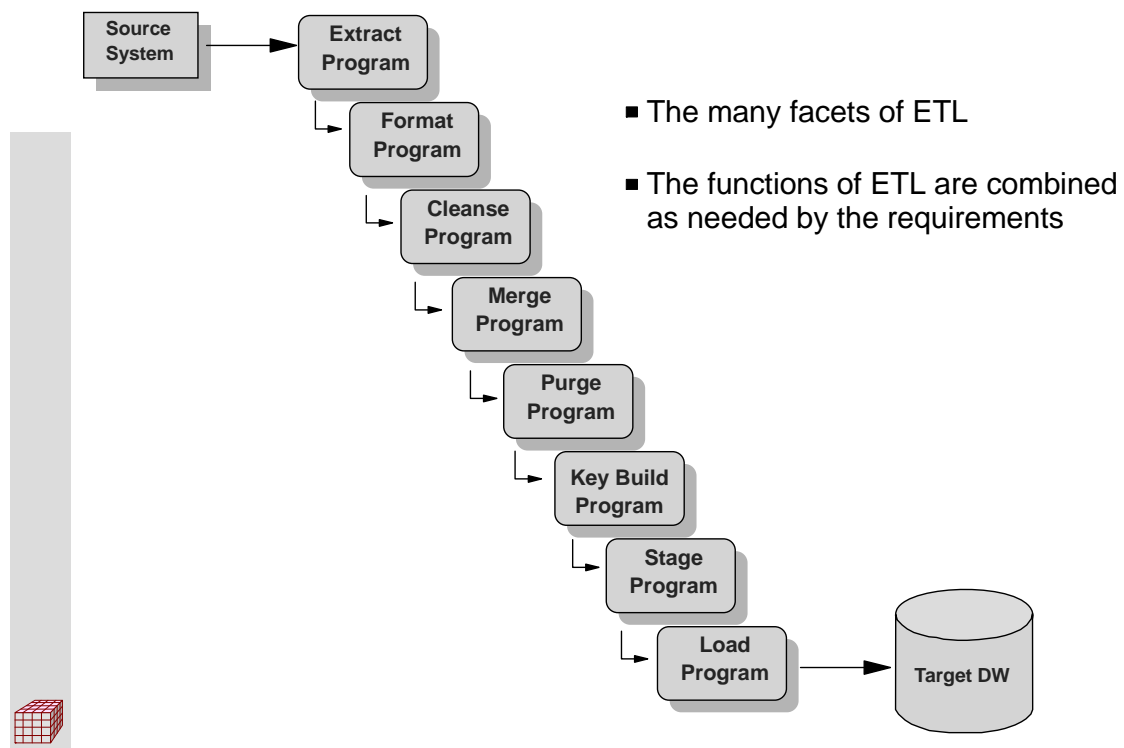 Source
System
Extract
Program
Format
Program
Cleanse
Program
Merge
Program
Purge
Program
Key Build
Program
Stage
Program
Load
Program
Target DW
■ The many facets of ETL
■ The functions of ETL are combined
as needed by the requirements